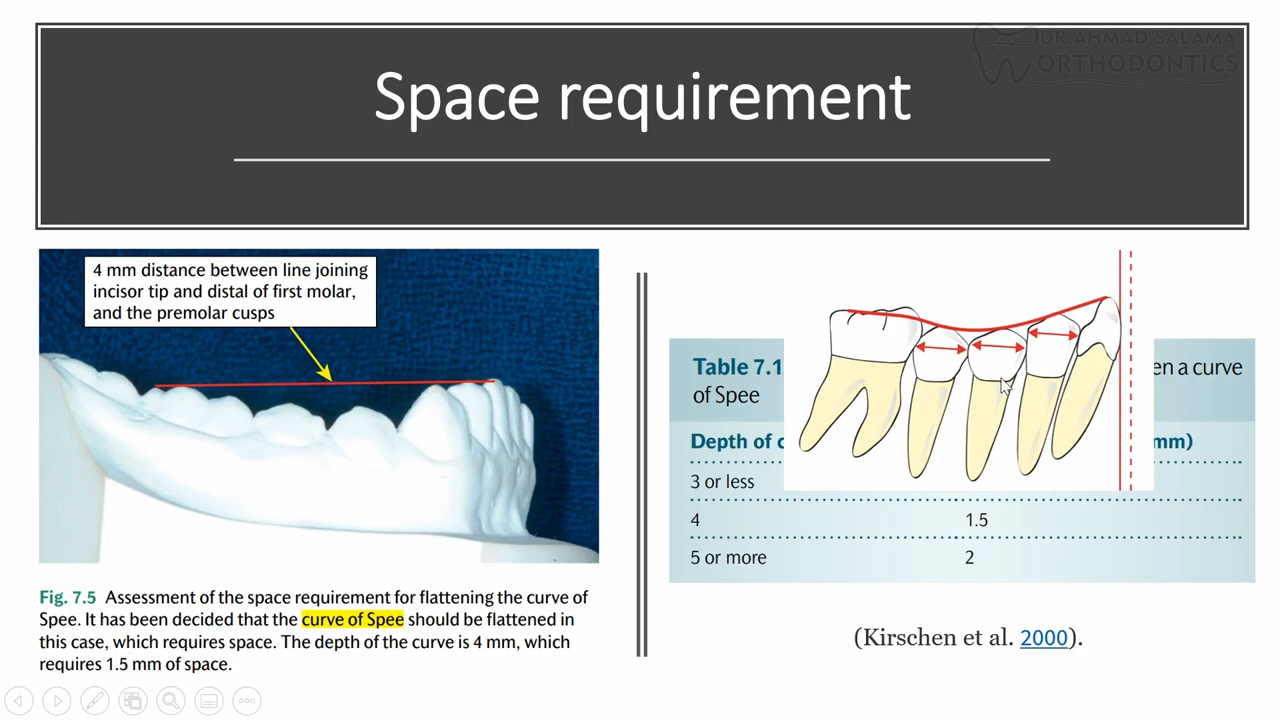 DR.AHMAD SALAMA
ORTHODONTICS
Space requirement
4 mm distance between line joining
incisor tip and distal of first molar,
and the premolar cusps
Fig. 7.5 Assessment of the space requirement for flattening the curve of
Spee. It has been decided that the curve of Spee should be flattened in
this case, which requires space. The depth of the curve is 4 mm, which
requires 1.5 mm of space.
Table 7.1 en a curve
of Spee
Depth of c mm)
3 or less
4 1.5
5 or more 2
(Kirschen et al. 2000).